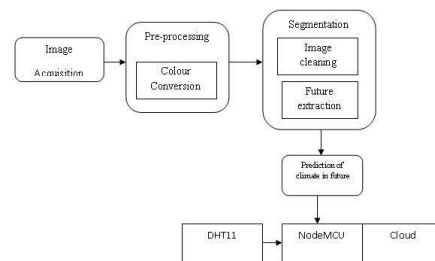 Image
Acquisition
Pre-processing
Colour
Conversion
Segmentation
Image
cleaning
Future
extraction
Prediction of
climate in future
DHT11
NodeMCU
Cloud